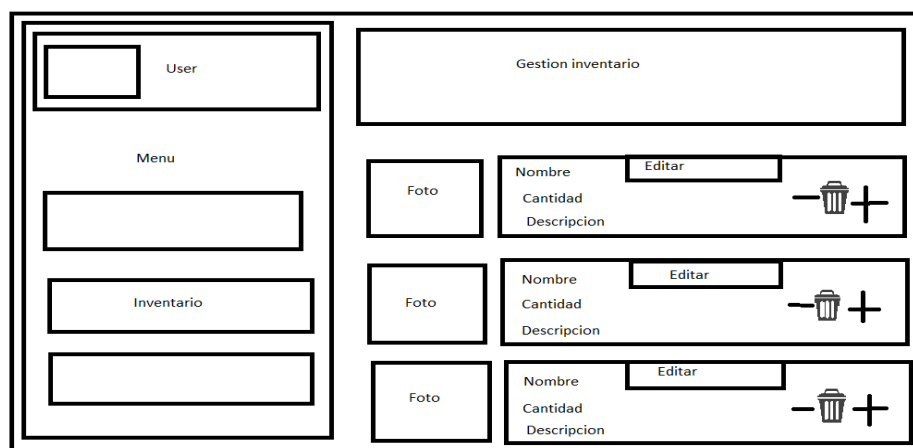 User
Menu
Inventario
Gestion inventario
Foto
Nombre
Editar
Cantidad
Descripcion
Foto
Nombre
Editar
Cantidad
Descripcion
Foto
Nombre
Editar
Cantidad
Descripcion